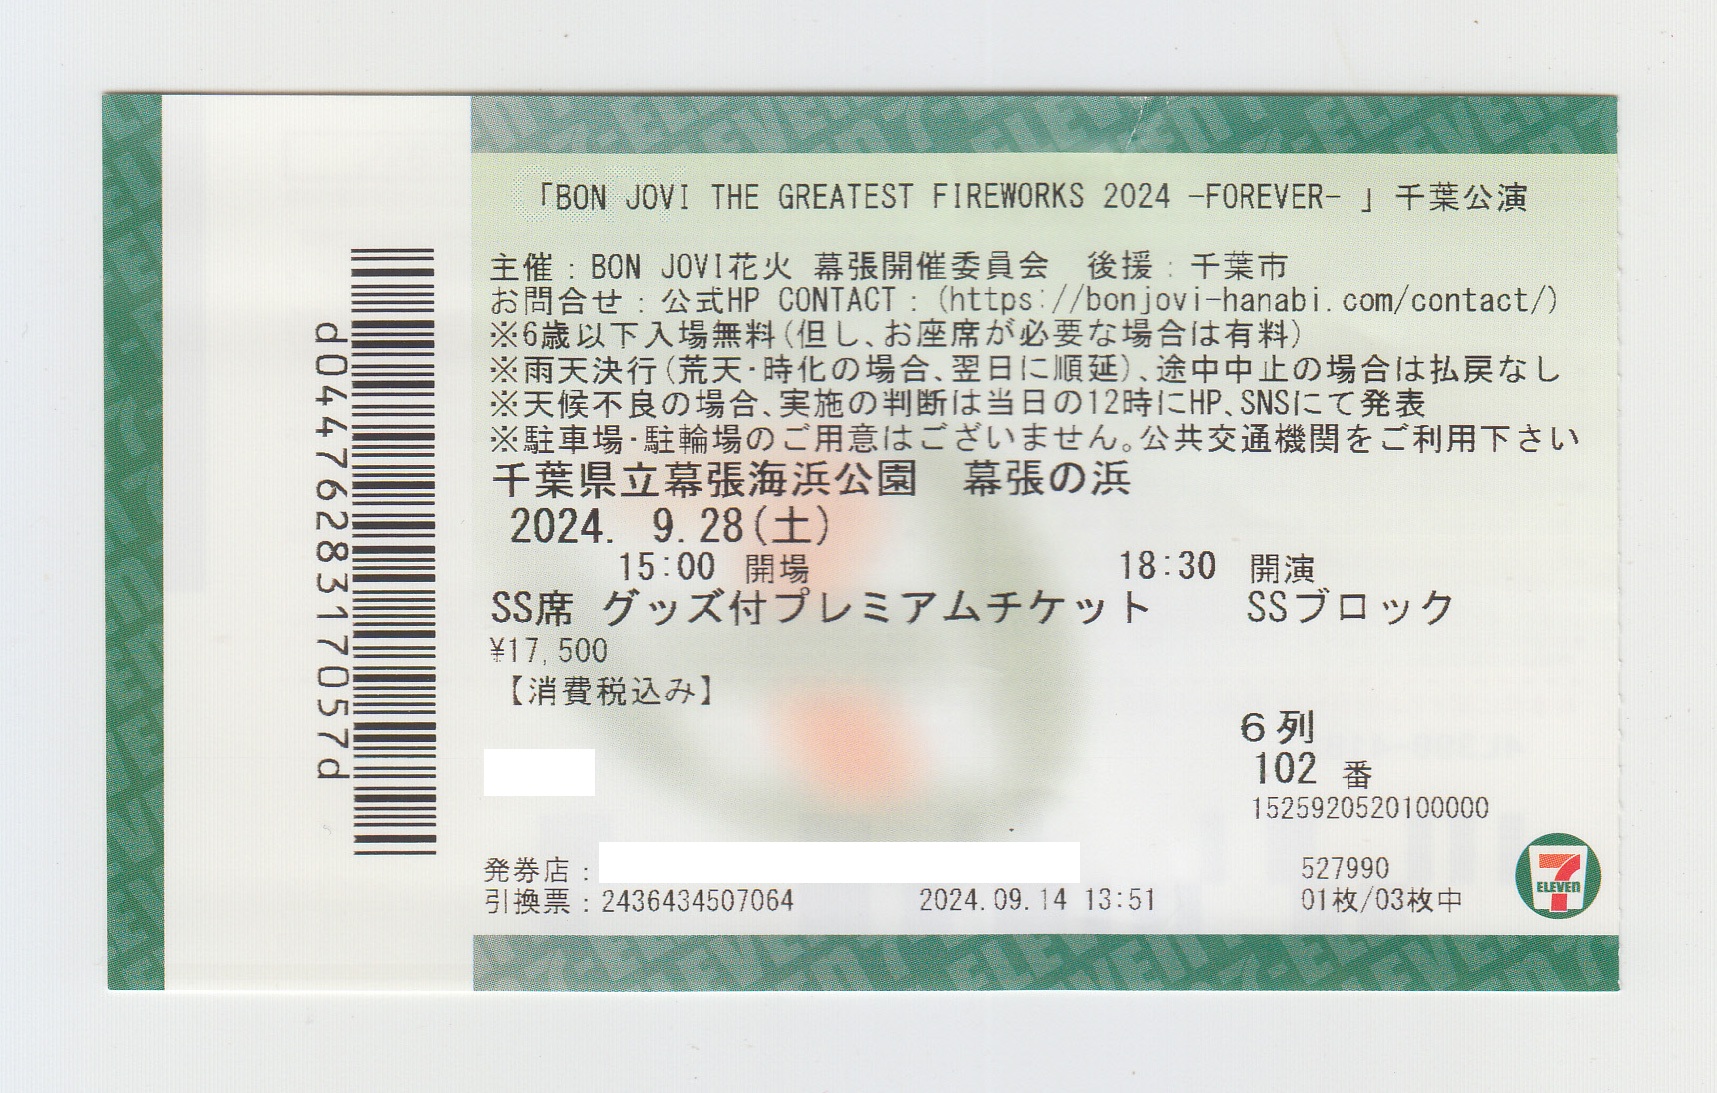 「BON JOVI THE GREATEST FIREWORKS 2024 -FOREVER- 」千葉公演
主催：BON JOVI花火 幕張開催委員会　後援：千葉市
お問合せ：公式HP CONTACT：(https://bonjovi-hanabi.com/contact/)
※6歳以下入場無料(但し､お座席が必要な場合は有料)
※雨天決行(荒天･時化の場合､翌日に順延)､途中中止の場合は払戻なし
※天候不良の場合､実施の判断は当日の12時にHP､SNSにて発表
※駐車場･駐輪場のご用意はございません｡公共交通機関をご利用下さい
千葉県立幕張海浜公園　幕張の浜
2024. 9.28(土)
15:00 開場　18:30 開演
SS席 グッズ付プレミアムチケット　SSブロック
¥17,500
【消費税込み】
6列
102 番
1525920520100000
発券店：　527990
引換票：2436434507064　2024.09.14 13:51　01枚/03枚中
d0447628317057d
7
ELEVEn